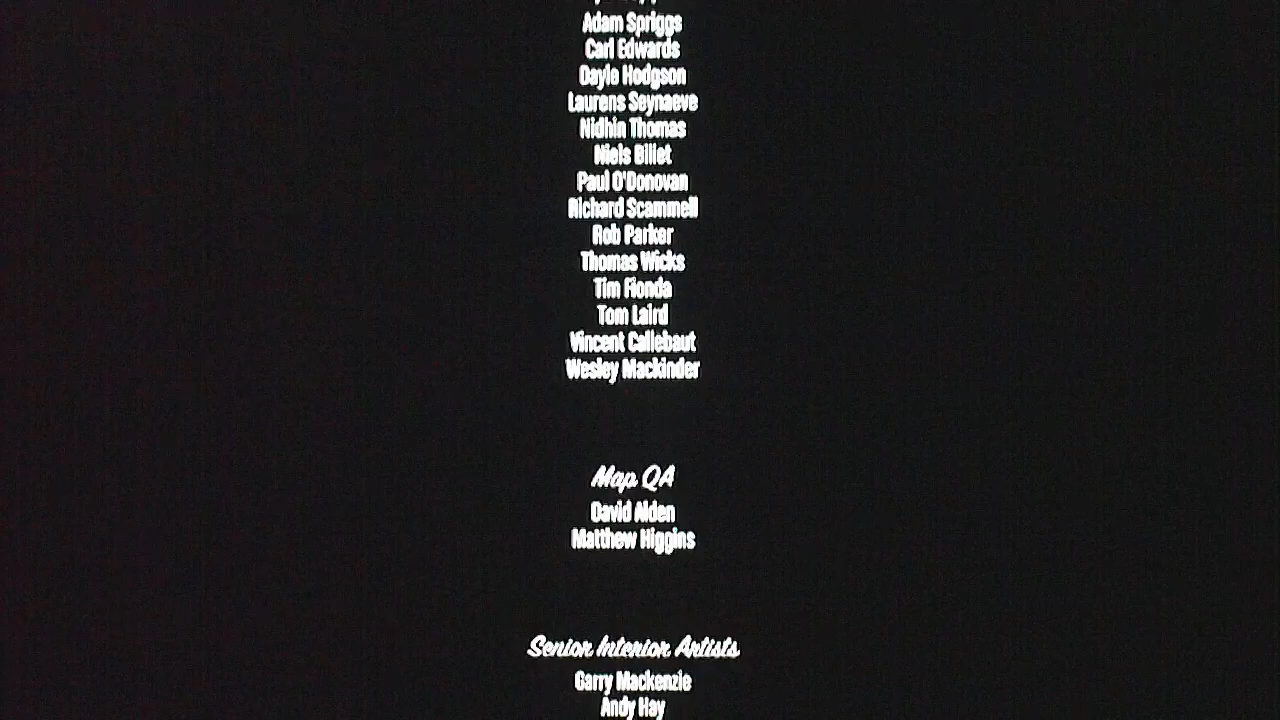 Adam Spriggs
Carl Edwards
Dayle Hodgson
Laurens Seynaeve
Nidhin Thomas
Niels Billet
Paul O'Donovan
Richard Scammell
Rob Parker
Thomas Wicks
Tim Fionda
Tom Laird
Vincent Callebaut
Wesley Mackinder
Map QA
David Alden
Matthew Higgins
Senior Interior Artists
Garry Mackenzie
Andy Hay